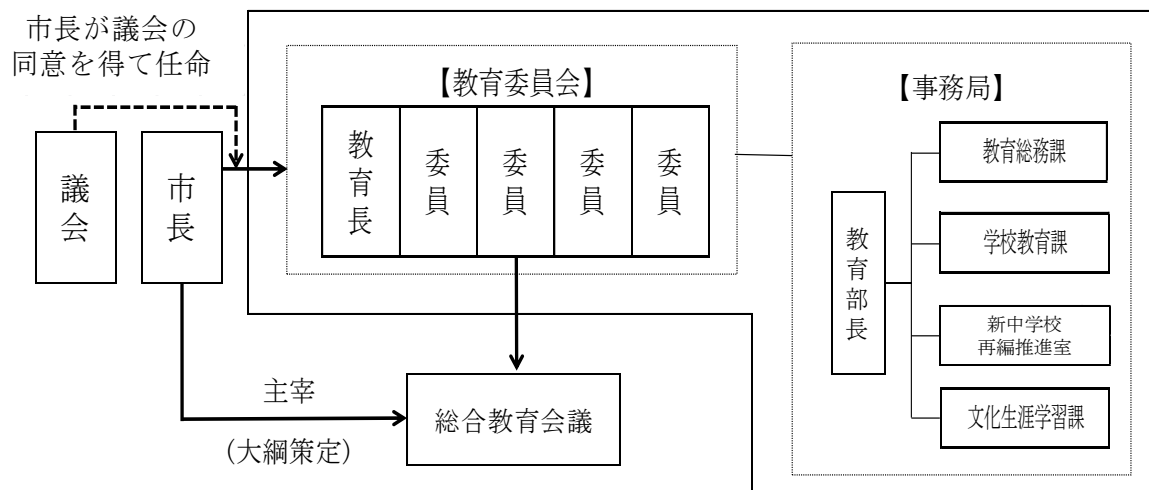 市長が議会の
同意を得て任命
議会
市長
【教育委員会】
教育長
委員
委員
委員
委員
【事務局】
教育部長
教育総務課
学校教育課
新中学校
再編推進室
文化生涯学習課
主宰
(大綱策定)
総合教育会議